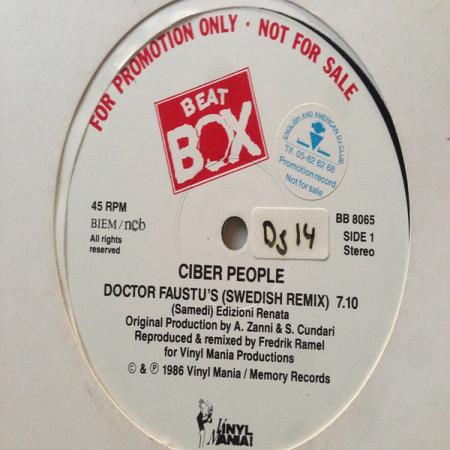 FOR PROMOTION ONLY · NOT FOR SALE
BEAT
BOX
ENGLISH AND AMERICAN DJ CLUB
Tlf. 05-82 62 68
Promotion record
Not for sale
45 RPM
BIEM / ncb
All rights
reserved
BB 8065
SIDE 1
Stereo
Dj 14
CIBER PEOPLE
DOCTOR FAUSTU'S (SWEDISH REMIX) 7.10
(Samedi) Edizioni Renata
Original Production by A. Zanni & S. Cundari
Reproduced & remixed by Fredrik Ramel
for Vinyl Mania Productions
© & ℗ 1986 Vinyl Mania / Memory Records
VINYL
MANIA!